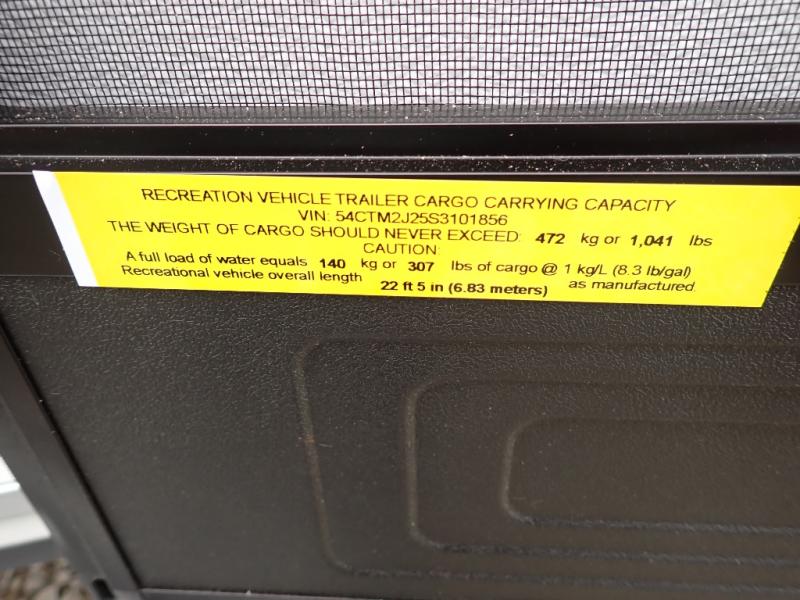 RECREATION VEHICLE TRAILER CARGO CARRYING CAPACITY
VIN: 54CTM2J25S3101856
THE WEIGHT OF CARGO SHOULD NEVER EXCEED: 472 kg or 1,041 lbs
CAUTION:
A full load of water equals 140 kg or 307 lbs of cargo @ 1 kg/L (8.3 lb/gal)
Recreational vehicle overall length 22 ft 5 in (6.83 meters) as manufactured.